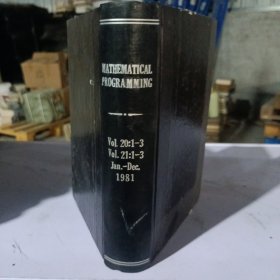 MATHEMATICAL
PROGRAMMING
Vol. 20:1-3
Vol. 21:1-3
Jan.-Dec.
1981